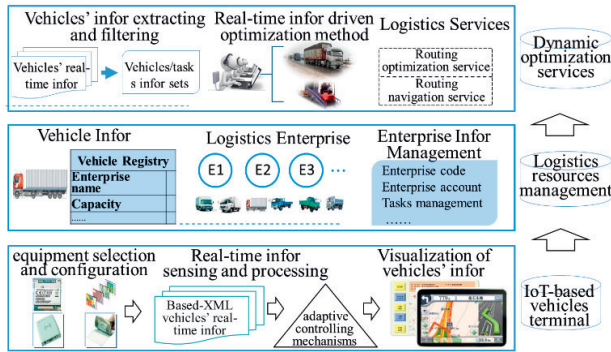 Vehicles' infor extracting
and filtering
Vehicles' real-
time infor
Vehicles/task
s infor sets
Real-time infor driven
optimization method
Logistics Services
Routing
optimization service
Routing
navigation service
Dynamic
optimization
services
Vehicle Infor
Vehicle Registry
Enterprise
name
Capacity
......
Logistics Enterprise
E1
E2
E3
...
Enterprise Infor
Management
Enterprise code
Enterprise account
Tasks management
......
Logistics
resources
management
equipment selection
and configuration
Real-time infor
sensing and processing
Based-XML
vehicles' real-
time infor
adaptive
controlling
mechanisms
Visualization of
vehicles' infor
IoT-based
vehicles
terminal